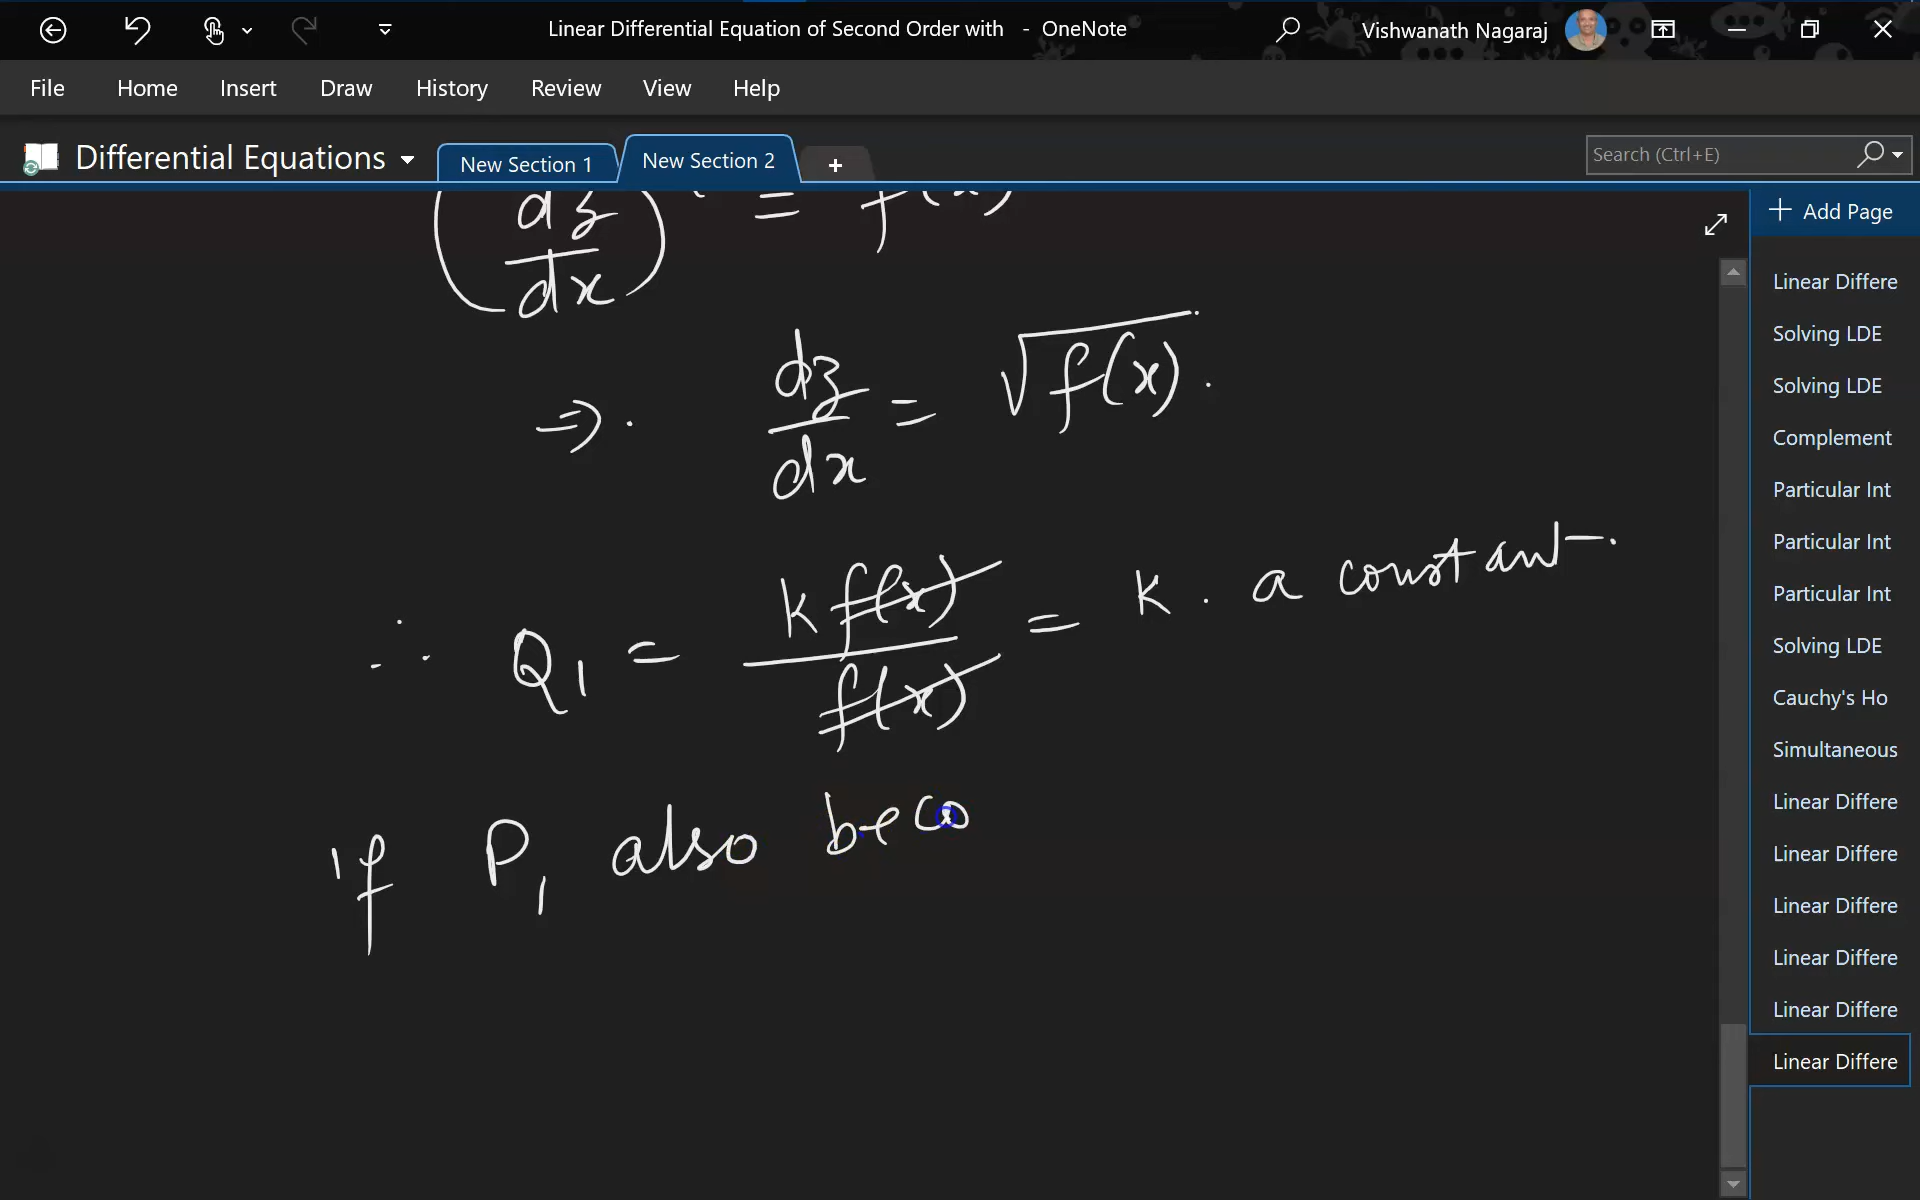 Linear Differential Equation of Second Order with - OneNote
Vishwanath Nagaraj
File Home Insert Draw History Review View Help
Differential Equations
New Section 1
New Section 2
+
Search (Ctrl+E)
(dz/dx)² = f(x)
⇒ . dz/dx = √f(x) .
∴ Q₁ = k f(x)/f(x) = k . a constant .
if P₁ also beco
+ Add Page
Linear Differe
Solving LDE
Solving LDE
Complement
Particular Int
Particular Int
Particular Int
Solving LDE
Cauchy's Ho
Simultaneous
Linear Differe
Linear Differe
Linear Differe
Linear Differe
Linear Differe
Linear Differe